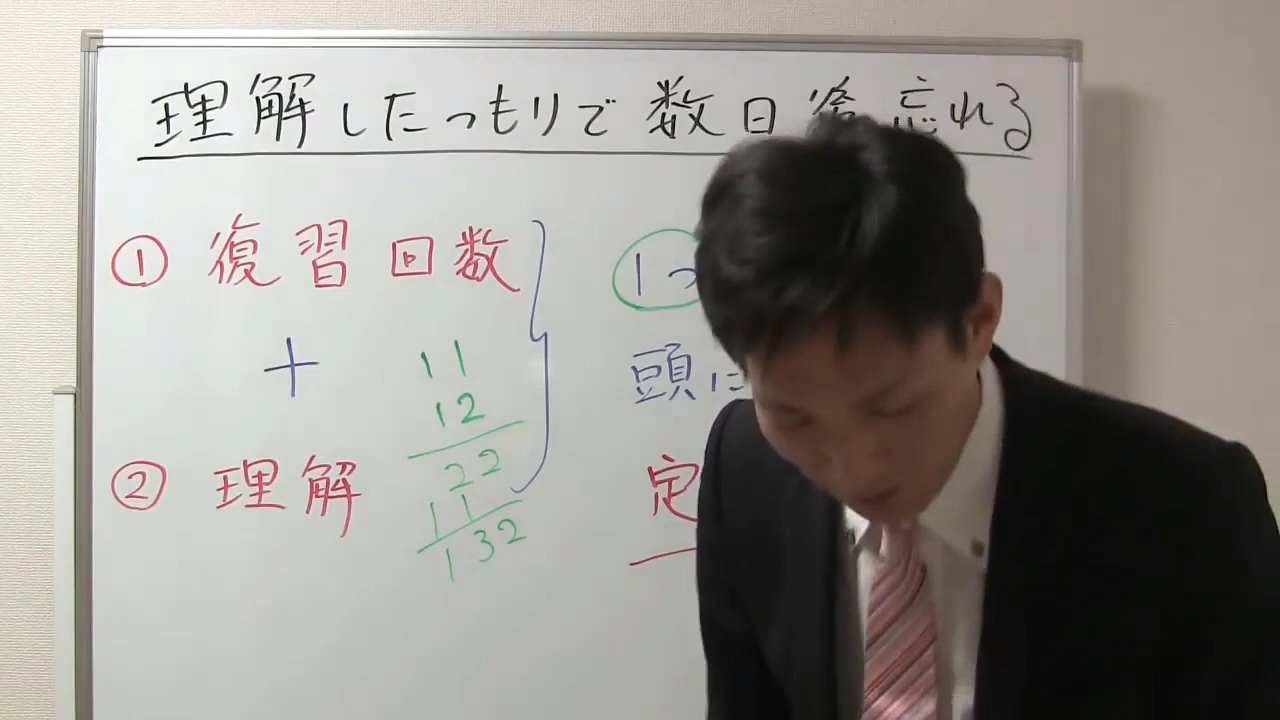 理解したつもりで数日後忘れる
① 復習回数
+
② 理解
11
12
22
11
132
1つ
頭に
定